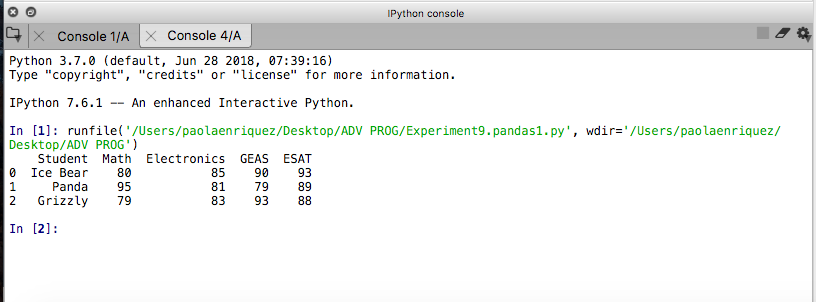 IPython console
Console 1/A Console 4/A
Python 3.7.0 (default, Jun 28 2018, 07:39:16)
Type "copyright", "credits" or "license" for more information.
IPython 7.6.1 -- An enhanced Interactive Python.
In [1]: runfile('/Users/paolaenriquez/Desktop/ADV PROG/Experiment9.pandas1.py', wdir='/Users/paolaenriquez/
Desktop/ADV PROG')
Student Math Electronics GEAS ESAT
0 Ice Bear 80 85 90 93
1 Panda 95 81 79 89
2 Grizzly 79 83 93 88
In [2]: